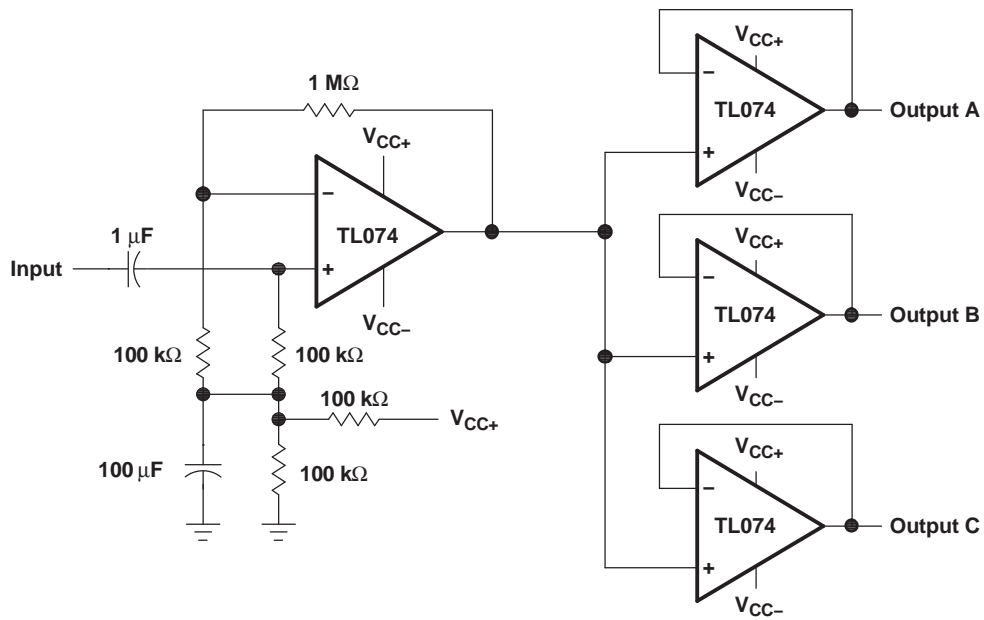 1 MΩ
VCC+
−
TL074
+
VCC−
1 μF
Input
100 kΩ
100 kΩ
100 kΩ
VCC+
100 μF
100 kΩ
VCC+
−
TL074
+
VCC−
Output A
VCC+
−
TL074
+
VCC−
Output B
VCC+
−
TL074
+
VCC−
Output C